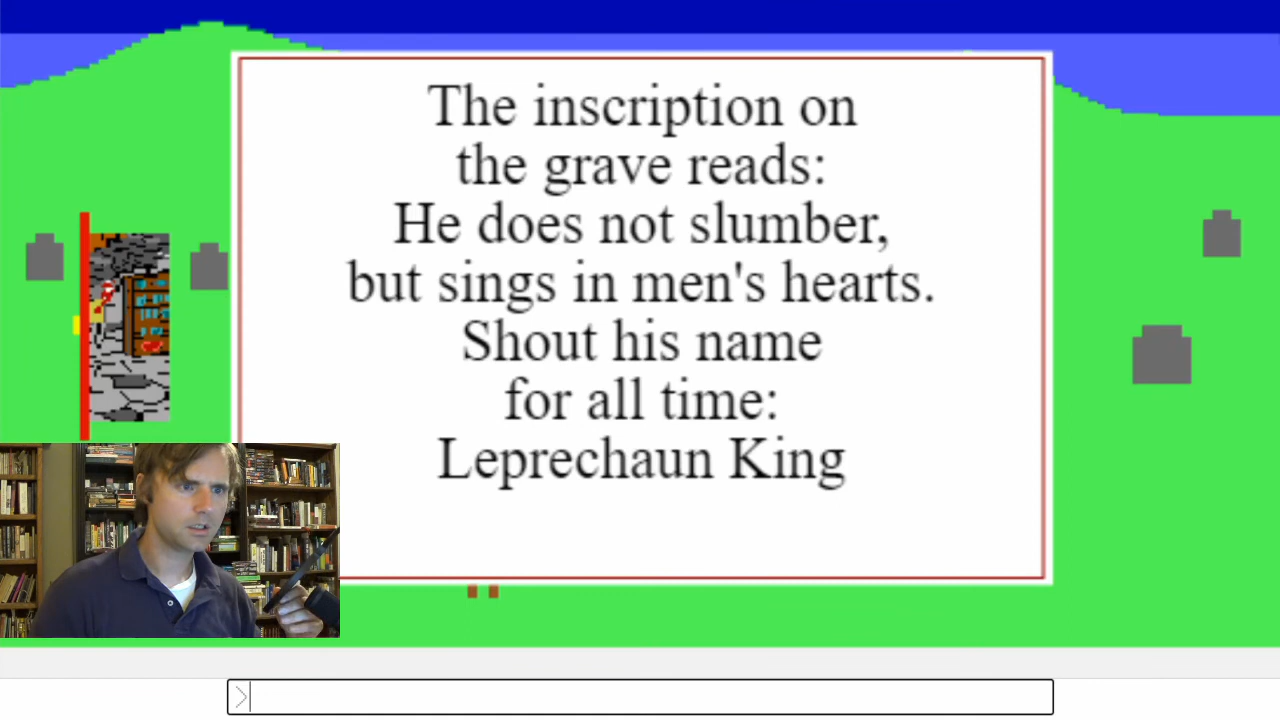 The inscription on
the grave reads:
He does not slumber,
but sings in men's hearts.
Shout his name
for all time:
Leprechaun King
>